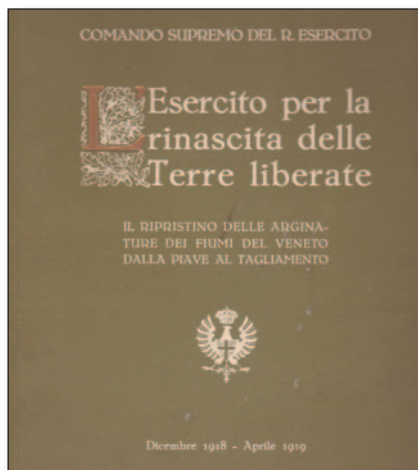 COMANDO SUPREMO DEL R. ESERCITO
L'Esercito per la
rinascita delle
Terre liberate
IL RIPRISTINO DELLE ARGINA-
TURE DEI FIUMI DEL VENETO
DALLA PIAVE AL TAGLIAMENTO
Dicembre 1918 - Aprile 1919